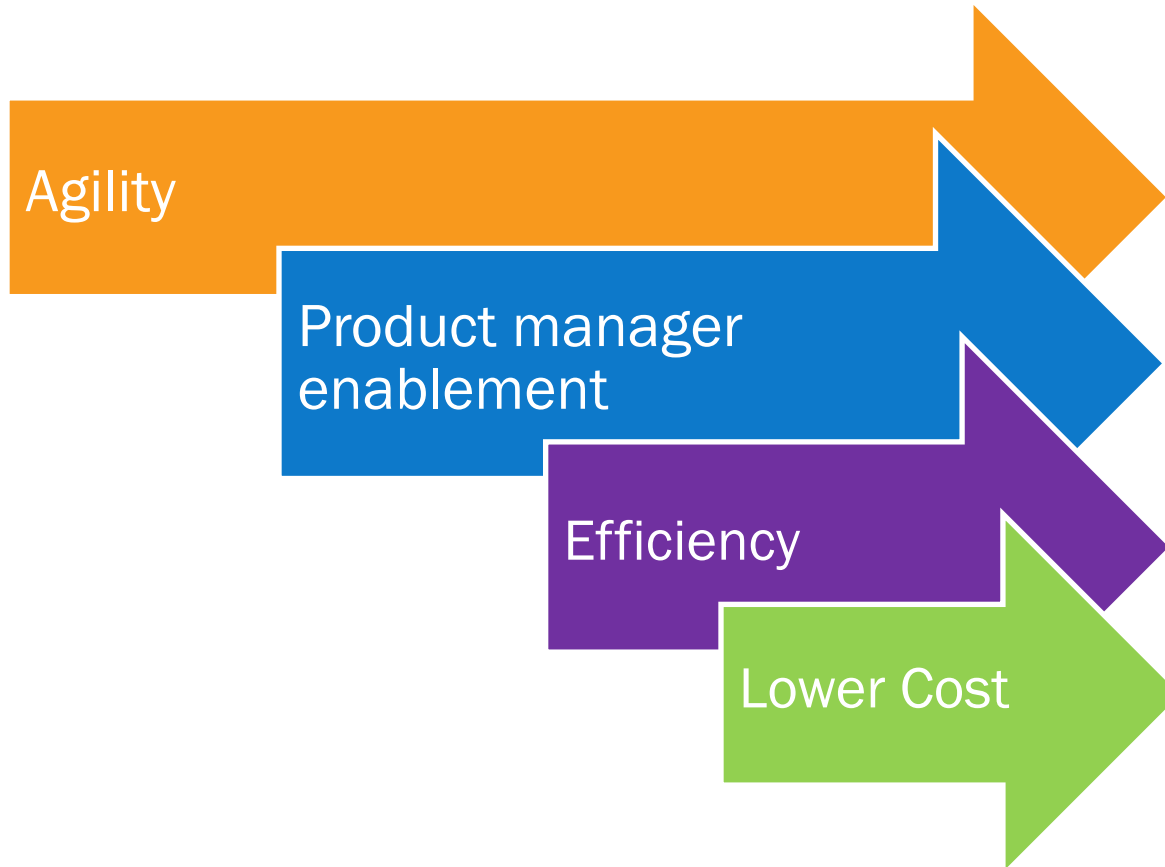 Agility
Product manager
enablement
Efficiency
Lower Cost